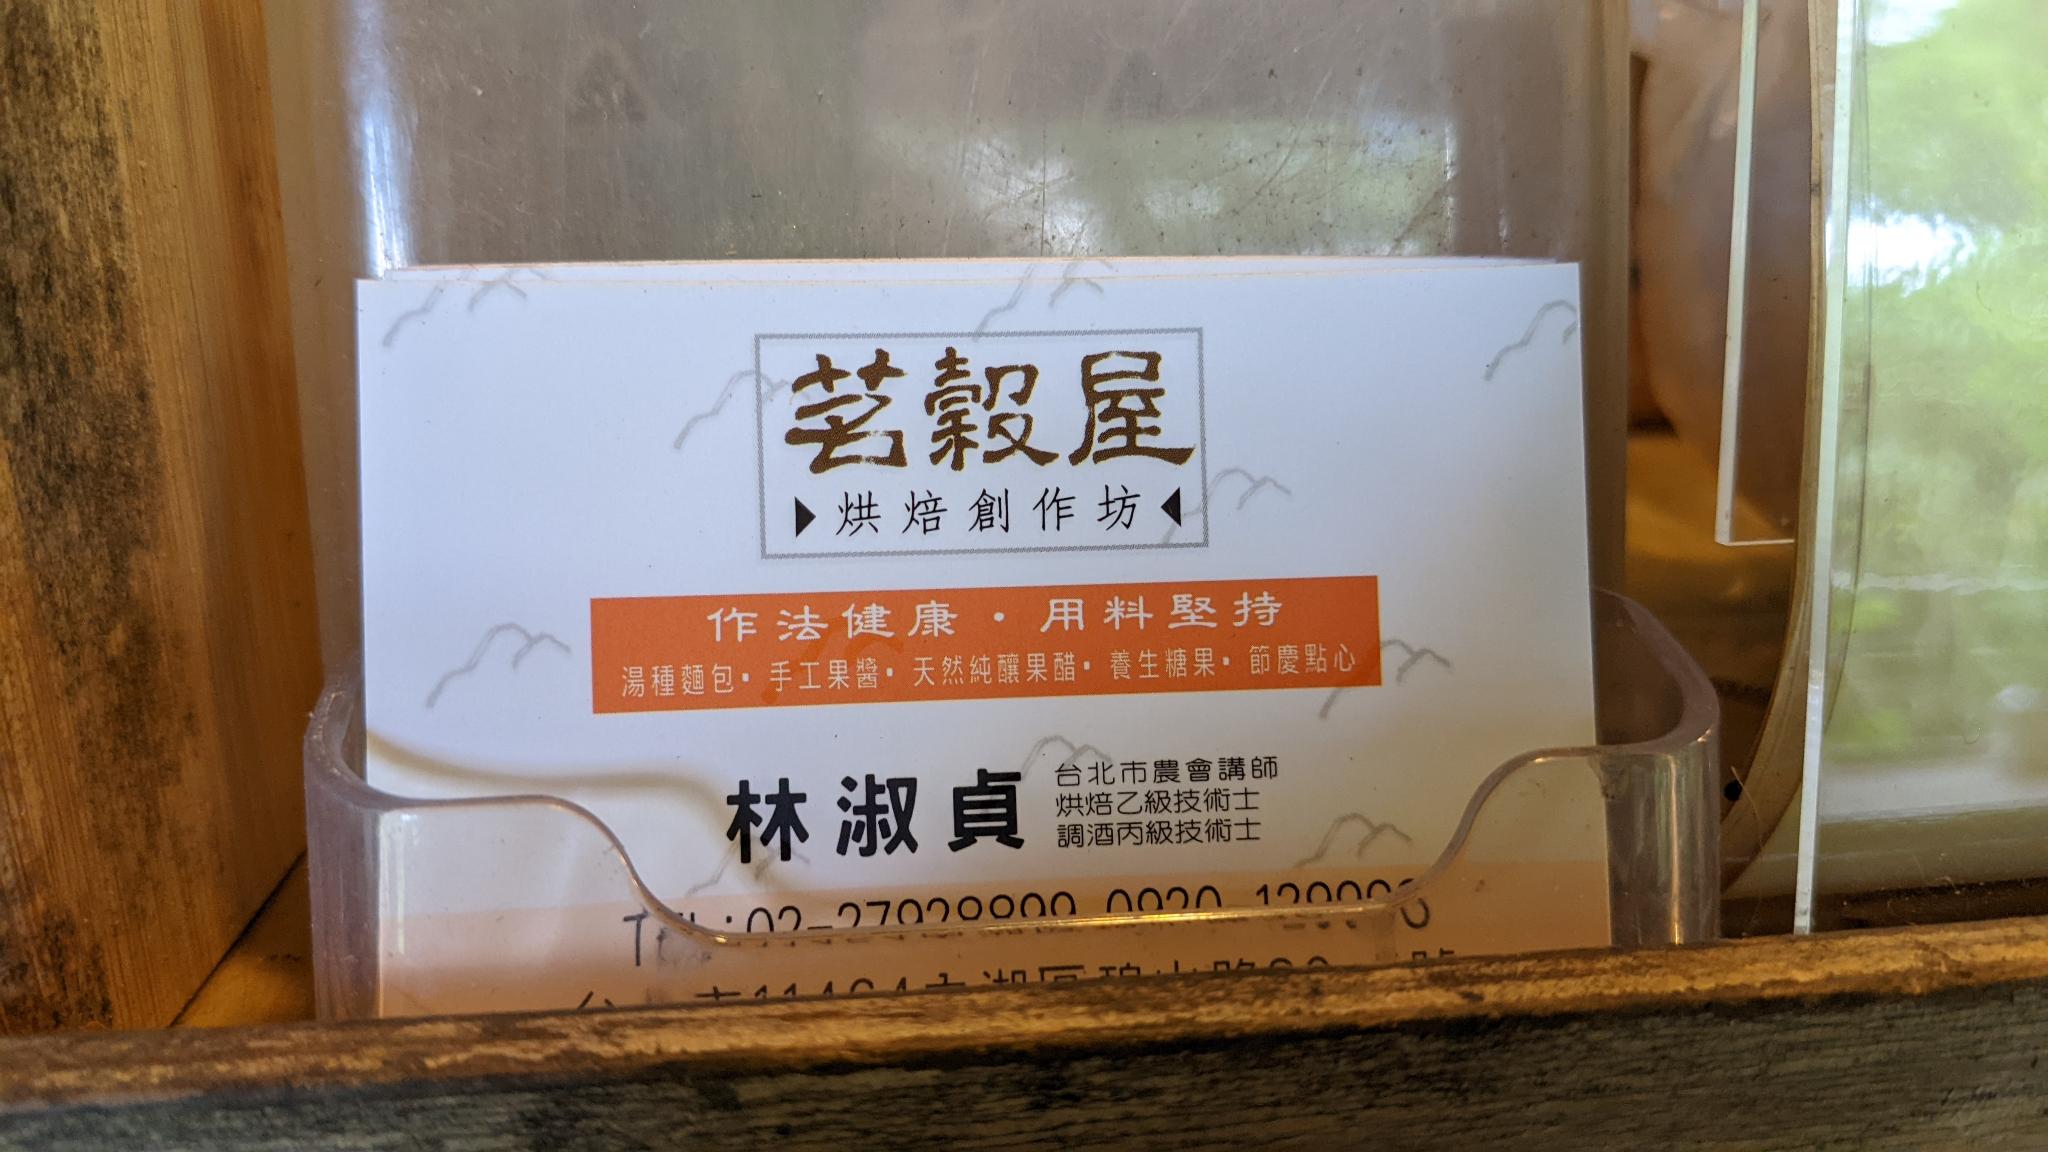 茗穀屋
烘焙創作坊
作法健康・用料堅持
湯種麵包・手工果醬・天然純釀果醋・養生糖果・節慶點心
林淑貞
台北市農會講師
烘焙乙級技術士
調酒丙級技術士
TEL:02-27928899